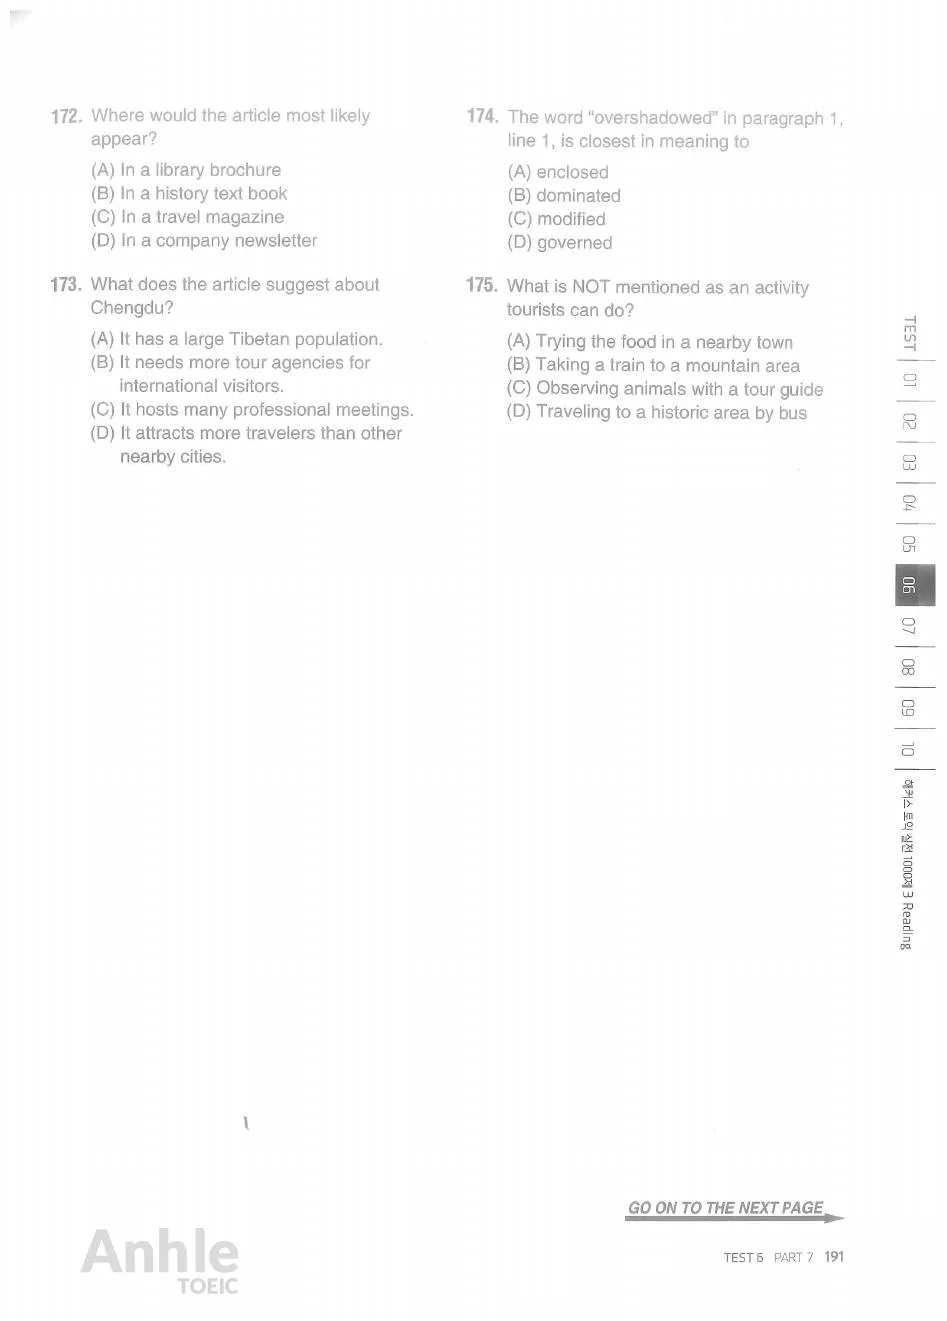 172. Where would the article most likely
appear?
(A) In a library brochure
(B) In a history text book
(C) In a travel magazine
(D) In a company newsletter
173. What does the article suggest about
Chengdu?
(A) It has a large Tibetan population.
(B) It needs more tour agencies for
international visitors.
(C) It hosts many professional meetings.
(D) It attracts more travelers than other
nearby cities.
174. The word “overshadowed” in paragraph 1,
line 1, is closest in meaning to
(A) enclosed
(B) dominated
(C) modified
(D) governed
175. What is NOT mentioned as an activity
tourists can do?
(A) Trying the food in a nearby town
(B) Taking a train to a mountain area
(C) Observing animals with a tour guide
(D) Traveling to a historic area by bus
TEST
01
02
03
04
05
06
07
08
09
10
해커스 토익 실전 1000제 3 Reading
GO ON TO THE NEXT PAGE
Anhle
TOEIC
TEST 6 PART 7 191